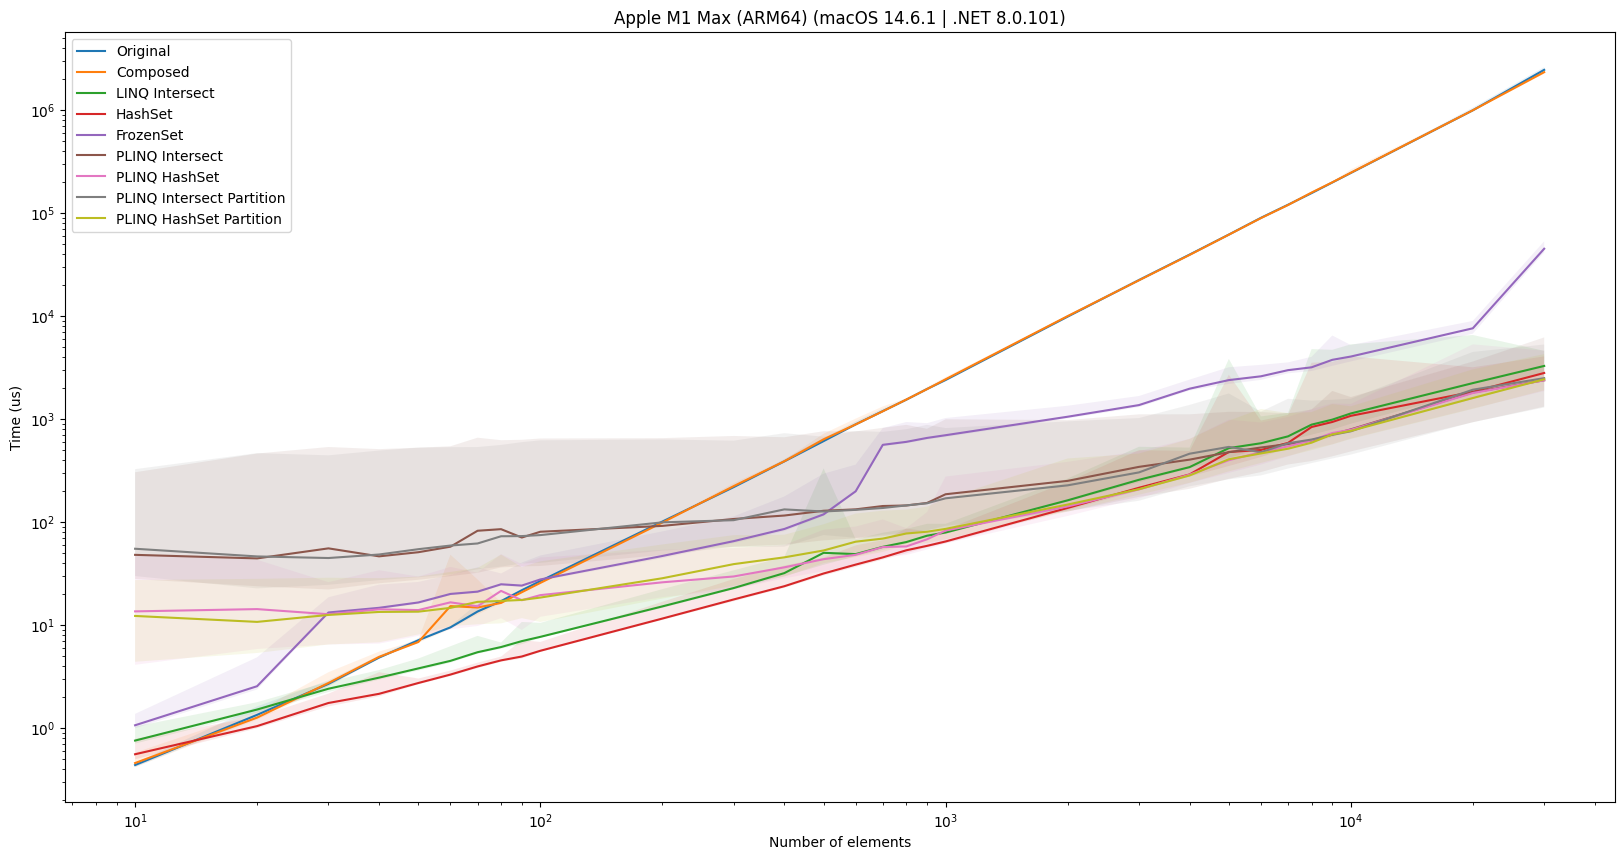 Apple M1 Max (ARM64) (macOS 14.6.1 | .NET 8.0.101)
Original
Composed
LINQ Intersect
HashSet
FrozenSet
PLINQ Intersect
PLINQ HashSet
PLINQ Intersect Partition
PLINQ HashSet Partition
Time (us)
10⁶
10⁵
10⁴
10³
10²
10¹
10⁰
10¹ 10² 10³ 10⁴
Number of elements